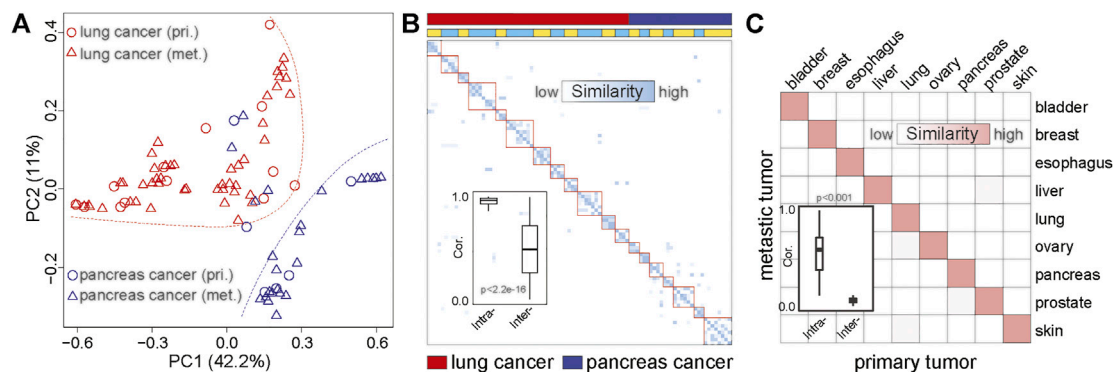 A
lung cancer (pri.)
lung cancer (met.)
pancreas cancer (pri.)
pancreas cancer (met.)
PC2 (11%)
0.4
0.2
0.0
−0.2
−0.6
−0.3
0.0
0.3
0.6
PC1 (42.2%)
B
low Similarity high
1.0
Cor.
0.0
p<2.2e-16
Intra-
Inter-
lung cancer
pancreas cancer
C
bladder
breast
esophagus
liver
lung
ovary
pancreas
prostate
skin
bladder
breast
low Similarity high
esophagus
liver
lung
ovary
pancreas
prostate
skin
metastic tumor
p<0.001
1.0
Cor.
0.0
Intra-
Inter-
primary tumor